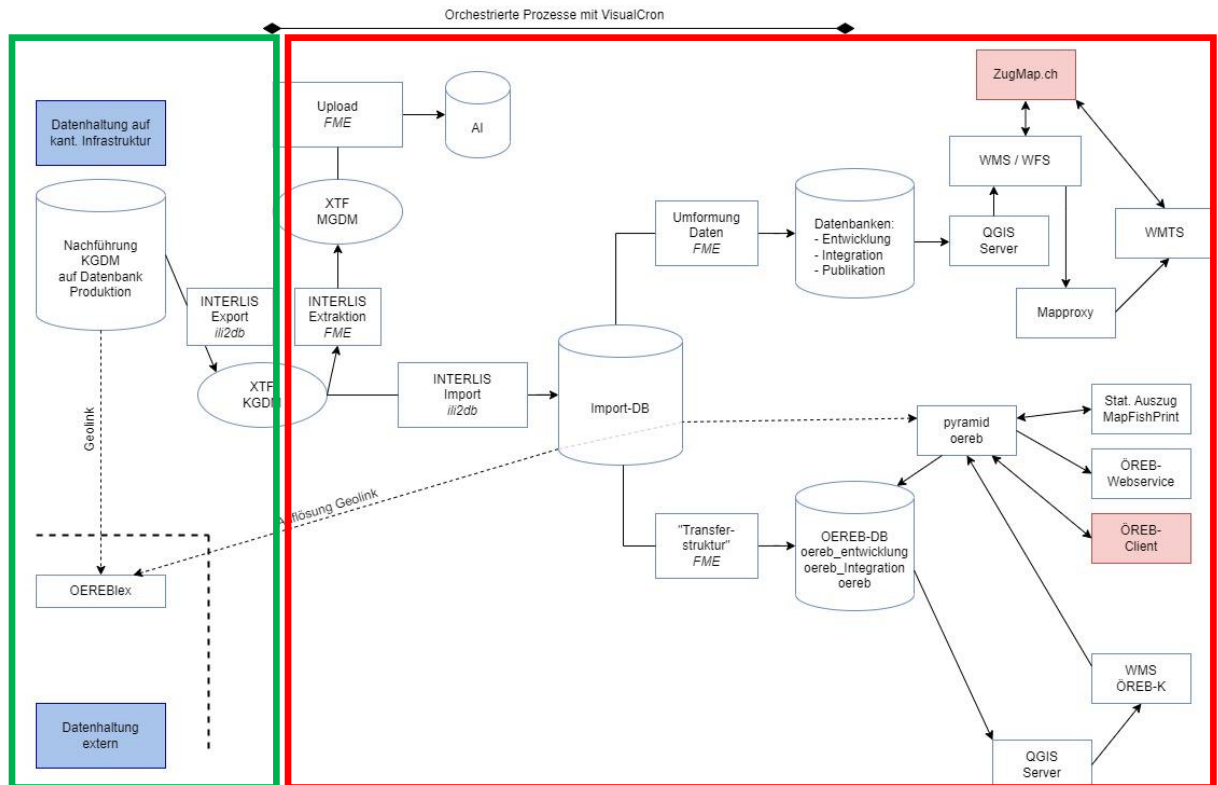 Orchestrierte Prozesse mit VisualCron
Datenhaltung auf
kant. Infrastruktur
Nachführung
KGDM
auf Datenbank
Produktion
INTERLIS
Export
ili2db
XTF
KGDM
Geolink
OEREBlex
Datenhaltung
extern
Upload
FME
AI
XTF
MGDM
INTERLIS
Extraktion
FME
INTERLIS
Import
ili2db
Import-DB
Auflösung Geolink
Umformung
Daten
FME
Datenbanken:
- Entwicklung
- Integration
- Publikation
QGIS
Server
WMS / WFS
ZugMap.ch
WMTS
Mapproxy
pyramid
oereb
Stat. Auszug
MapFishPrint
ÖREB-
Webservice
ÖREB-
Client
"Transfer-
struktur"
FME
OEREB-DB
oereb_entwicklung
oereb_Integration
oereb
WMS
ÖREB-K
QGIS
Server